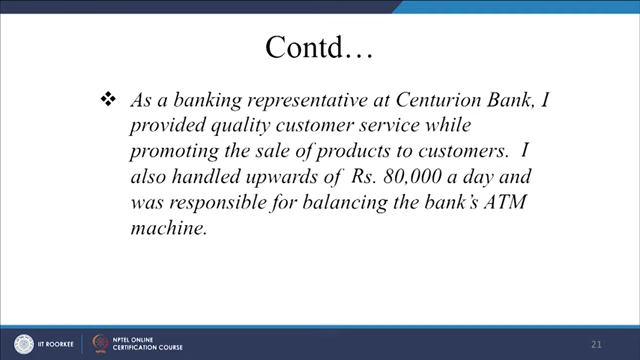 Contd…
❖ As a banking representative at Centurion Bank, I
provided quality customer service while
promoting the sale of products to customers. I
also handled upwards of Rs. 80,000 a day and
was responsible for balancing the bank's ATM
machine.
IIT ROORKEE
NPTEL ONLINE
CERTIFICATION COURSE
21